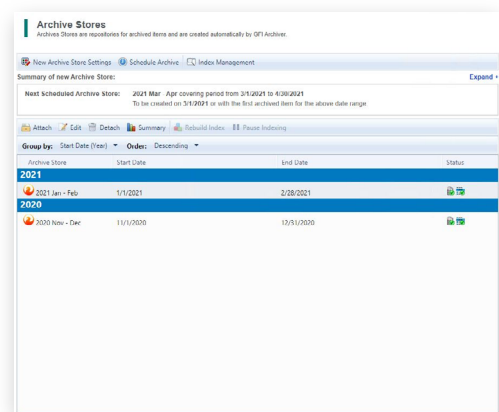 Archive Stores
Archives Stores are repositories for archived items and are created automatically by GFI Archiver.
New Archive Store Settings Schedule Archive Index Management
Summary of new Archive Store: Expand
Next Scheduled Archive Store: 2021 Mar - Apr covering period from 3/1/2021 to 4/30/2021
To be created on 3/1/2021 or with the first archived item for the above date range
Attach Edit Detach Summary Rebuild Index Pause Indexing
Group by: Start Date (Year) Order: Descending
Archive Store Start Date End Date Status
2021
2021 Jan - Feb 1/1/2021 2/28/2021
2020
2020 Nov - Dec 11/1/2020 12/31/2020